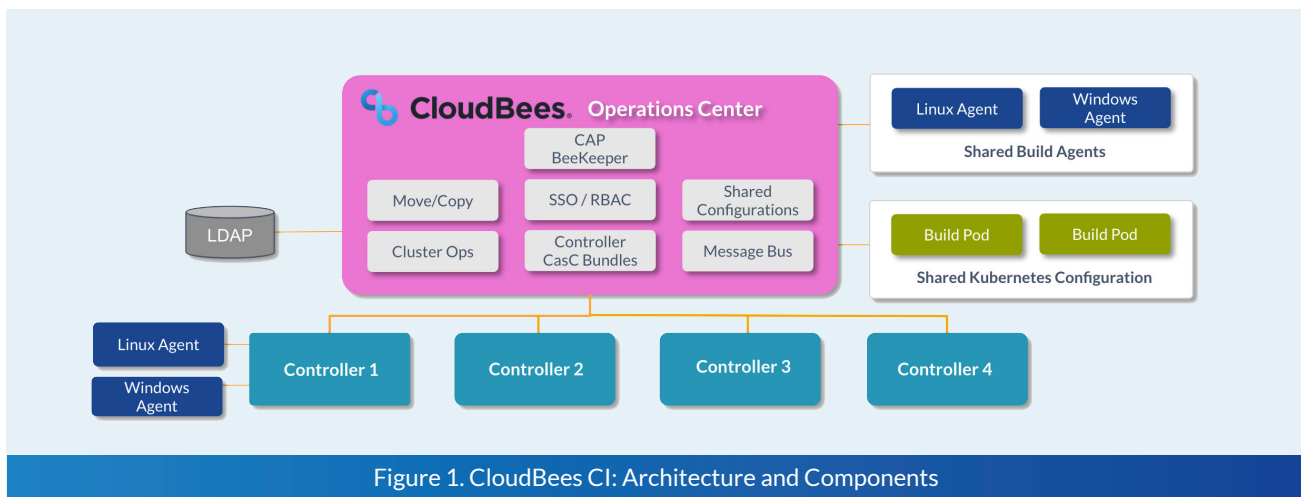 CloudBees. Operations Center
CAP
BeeKeeper
Move/Copy
SSO / RBAC
Shared
Configurations
Cluster Ops
Controller
CasC Bundles
Message Bus
LDAP
Linux Agent
Windows
Agent
Shared Build Agents
Build Pod
Build Pod
Shared Kubernetes Configuration
Linux Agent
Windows
Agent
Controller 1
Controller 2
Controller 3
Controller 4
Figure 1. CloudBees CI: Architecture and Components